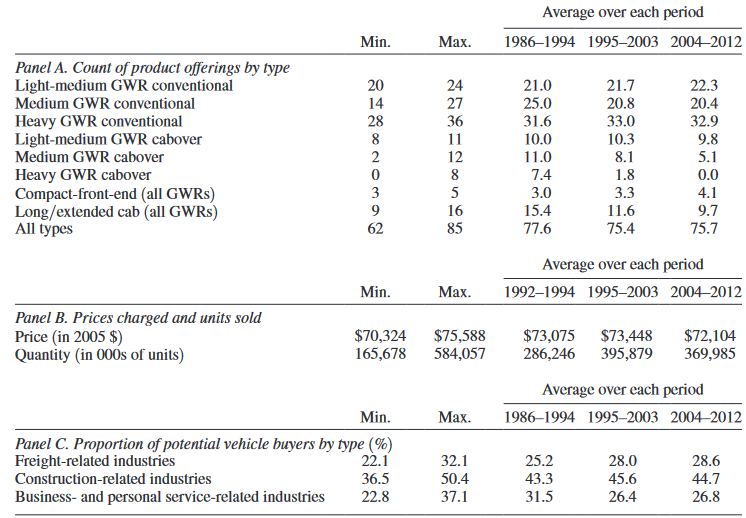 Average over each period
Min. Max. 1986–1994 1995–2003 2004–2012
Panel A. Count of product offerings by type
Light-medium GWR conventional 20 24 21.0 21.7 22.3
Medium GWR conventional 14 27 25.0 20.8 20.4
Heavy GWR conventional 28 36 31.6 33.0 32.9
Light-medium GWR cabover 8 11 10.0 10.3 9.8
Medium GWR cabover 2 12 11.0 8.1 5.1
Heavy GWR cabover 0 8 7.4 1.8 0.0
Compact-front-end (all GWRs) 3 5 3.0 3.3 4.1
Long/extended cab (all GWRs) 9 16 15.4 11.6 9.7
All types 62 85 77.6 75.4 75.7
Average over each period
Min. Max. 1992–1994 1995–2003 2004–2012
Panel B. Prices charged and units sold
Price (in 2005 $) $70,324 $75,588 $73,075 $73,448 $72,104
Quantity (in 000s of units) 165,678 584,057 286,246 395,879 369,985
Average over each period
Min. Max. 1986–1994 1995–2003 2004–2012
Panel C. Proportion of potential vehicle buyers by type (%)
Freight-related industries 22.1 32.1 25.2 28.0 28.6
Construction-related industries 36.5 50.4 43.3 45.6 44.7
Business- and personal service-related industries 22.8 37.1 31.5 26.4 26.8